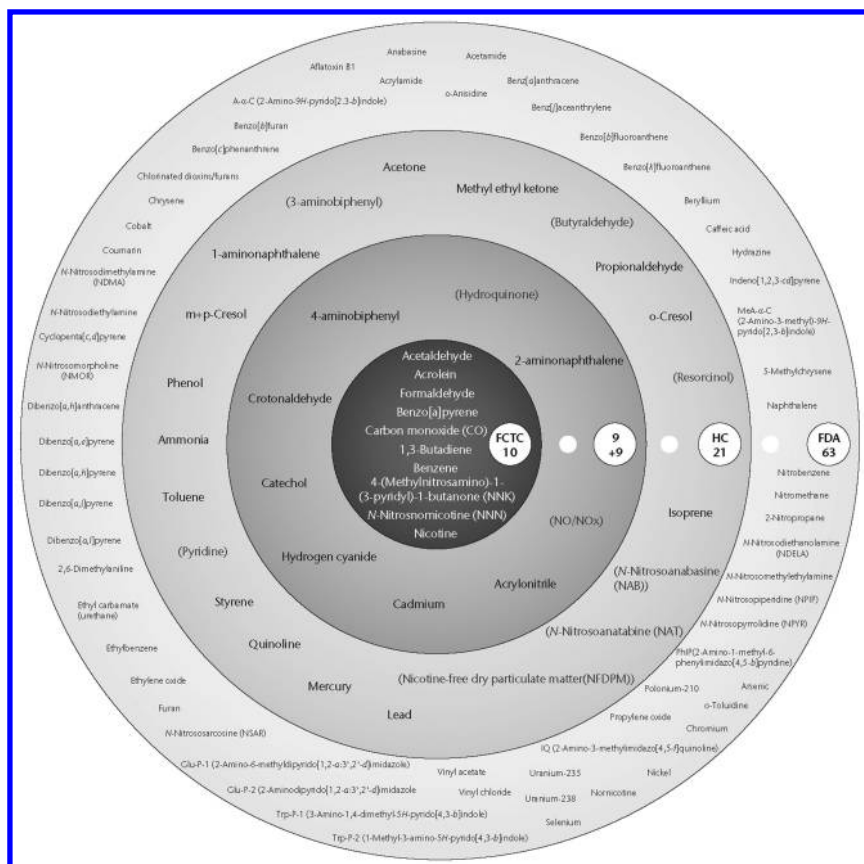 Anabasine
Acetamide
Aflatoxin B1
Acrylamide
Benz[a]anthracene
o-Anisidine
A-α-C (2-Amino-9H-pyrido[2.3-b]indole)
Benz[j]aceanthrylene
Benzo[b]furan
Benzo[b]fluoroanthene
Benzo[c]phenanthrene
Benzo[k]fluoroanthene
Chlorinated dioxins/furans
Chrysene
Beryllium
Cobalt
Caffeic acid
Coumarin
Hydrazine
N-Nitrosodimethylamine
(NDMA)
Indeno[1,2,3-cd]pyrene
N-Nitrosodiethylamine
MeA-α-C
(2-Amino-3-methyl)-9H-
pyrido[2,3-b]indole)
Cyclopenta[c,d]pyrene
N-Nitrosomorpholine
(NMOR)
5-Methylchrysene
Dibenzo[a,h]anthracene
Naphthalene
Dibenzo[a,e]pyrene
Dibenzo[a,h]pyrene
Nitrobenzene
Dibenzo[a,i]pyrene
Nitromethane
2-Nitropropane
Dibenzo[a,l]pyrene
N-Nitrosodiethanolamine
(NDELA)
2,6-Dimethylaniline
N-Nitrosomethylethylamine
Ethyl carbamate
(urethane)
N-Nitrosopiperidine (NPIP)
N-Nitrosopyrrolidine (NPYR)
Ethylbenzene
PhIP(2-Amino-1-methyl-6-
phenylimidazo[4,5-b]pyridine)
Ethylene oxide
Polonium-210
Arsenic
Furan
o-Toluidine
Propylene oxide
Chromium
N-Nitrososarcosine (NSAR)
IQ (2-Amino-3-methylimidazo[4,5-f]quinoline)
Glu-P-1 (2-Amino-6-methyldipyrido[1,2-a:3',2'-d]imidazole)
Vinyl acetate
Uranium-235
Nickel
Glu-P-2 (2-Aminodipyrido[1,2-a:3',2'-d]imidazole
Vinyl chloride
Uranium-238
Nornicotine
Trp-P-1 (3-Amino-1,4-dimethyl-5H-pyrido[4,3-b]indole)
Selenium
Trp-P-2 (1-Methyl-3-amino-5H-pyrido[4,3-b]indole)
Acetone
Methyl ethyl ketone
(3-aminobiphenyl)
(Butyraldehyde)
1-aminonaphthalene
Propionaldehyde
m+p-Cresol
o-Cresol
Phenol
(Resorcinol)
Ammonia
Toluene
Isoprene
(Pyridine)
(N-Nitrosoanabasine
(NAB))
Styrene
(N-Nitrosoanatabine (NAT)
Quinoline
Mercury
(Nicotine-free dry particulate matter(NFDPM))
Lead
(Hydroquinone)
4-aminobiphenyl
2-aminonaphthalene
Crotonaldehyde
Catechol
(NO/NOx)
Hydrogen cyanide
Acrylonitrile
Cadmium
Acetaldehyde
Acrolein
Formaldehyde
Benzo[a]pyrene
Carbon monoxide (CO)
1,3-Butadiene
Benzene
4-(Methylnitrosamino)-1-
(3-pyridyl)-1-butanone (NNK)
N-Nitrosnornicotine (NNN)
Nicotine
FCTC
10
9
+9
HC
21
FDA
63